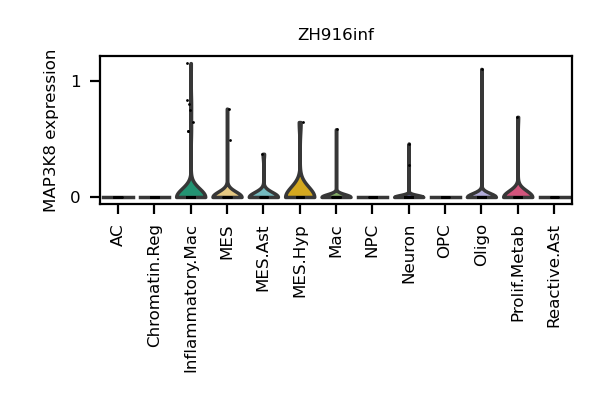 ZH916inf
MAP3K8 expression
1
0
AC
Chromatin.Reg
Inflammatory.Mac
MES
MES.Ast
MES.Hyp
Mac
NPC
Neuron
OPC
Oligo
Prolif.Metab
Reactive.Ast